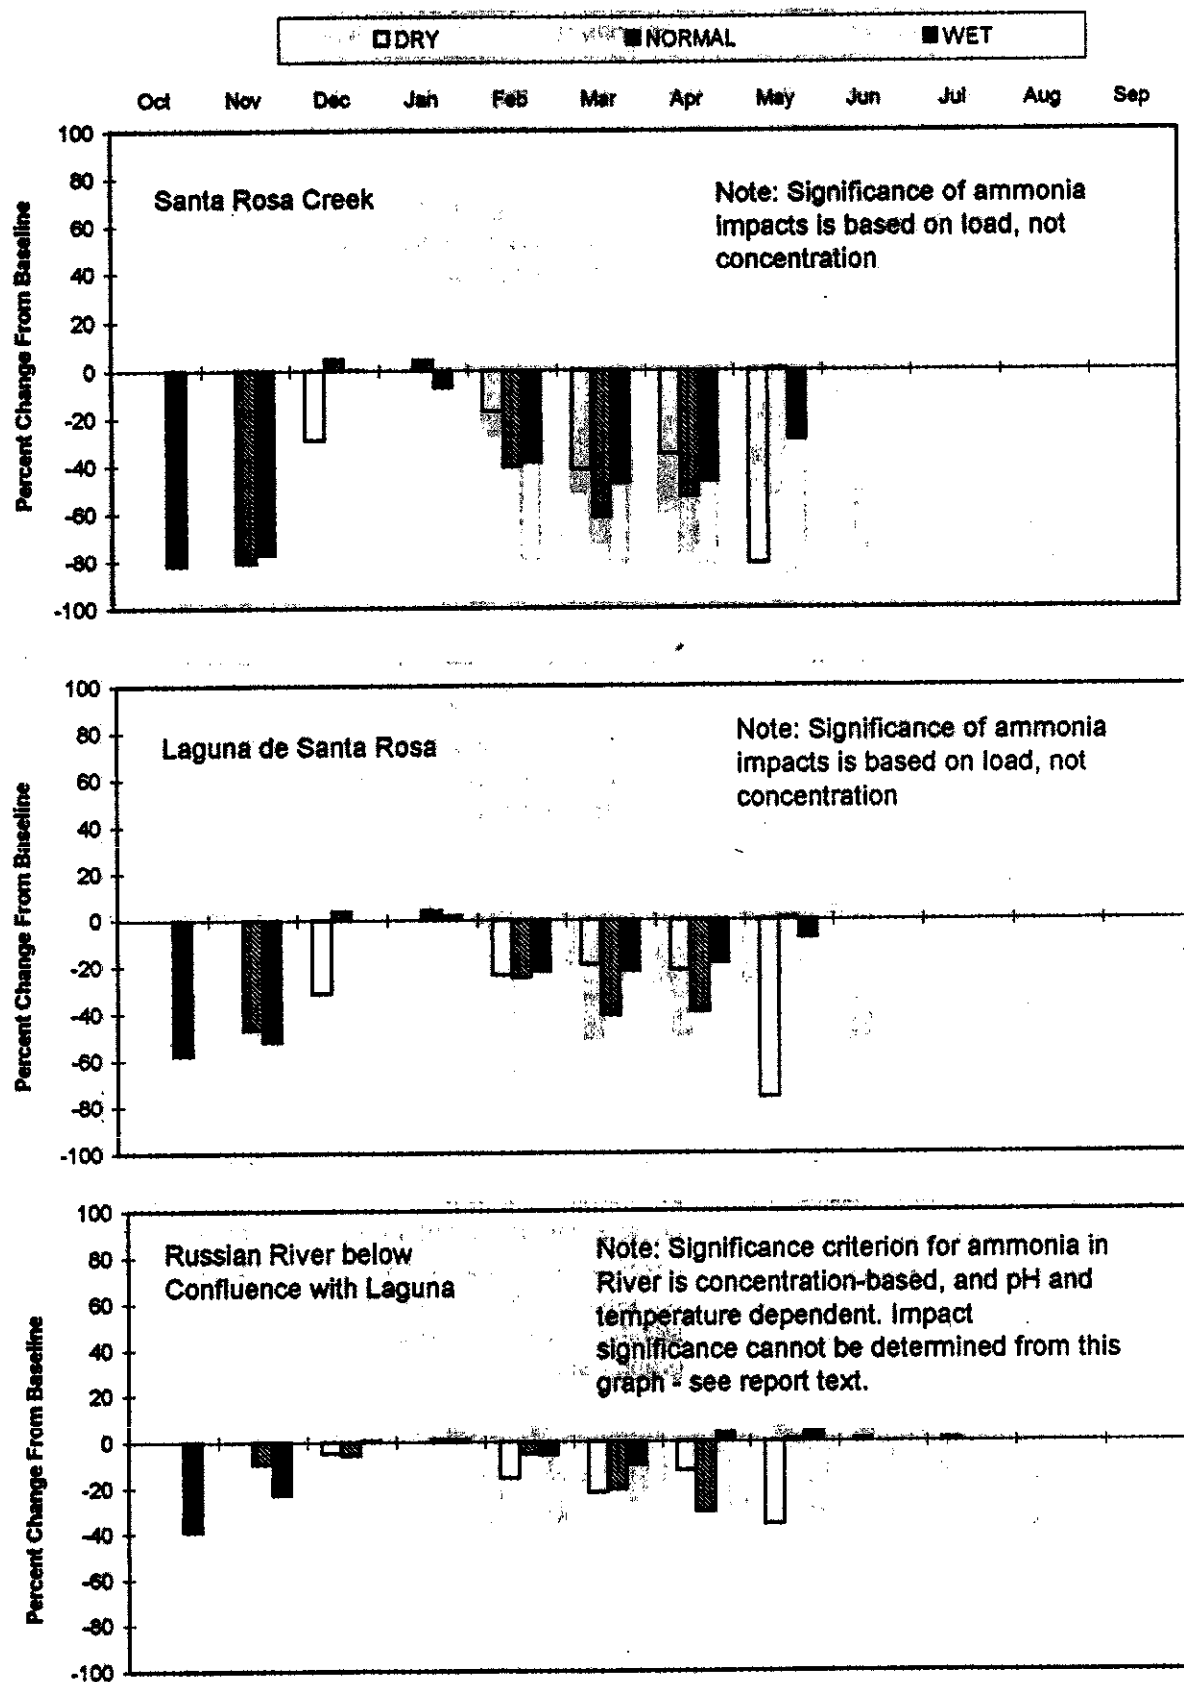 DRY NORMAL WET
Oct Nov Dec Jan Feb Mar Apr May Jun Jul Aug Sep
Percent Change From Baseline
100
80
60
40
20
0
-20
-40
-60
-80
-100
Santa Rosa Creek
Note: Significance of ammonia
impacts is based on load, not
concentration
Percent Change From Baseline
100
80
60
40
20
0
-20
-40
-60
-80
-100
Laguna de Santa Rosa
Note: Significance of ammonia
impacts is based on load, not
concentration
Percent Change From Baseline
100
80
60
40
20
0
-20
-40
-60
-80
-100
Russian River below
Confluence with Laguna
Note: Significance criterion for ammonia in
River is concentration-based, and pH and
temperature dependent. Impact
significance cannot be determined from this
graph - see report text.